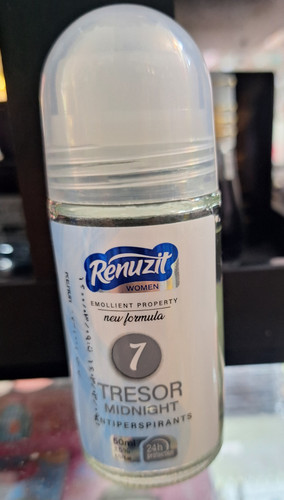 Renuzit
WOMEN
EMOLLIENT PROPERTY
new formula
7
TRESOR
MIDNIGHT
ANTIPERSPIRANTS
50ml
24h